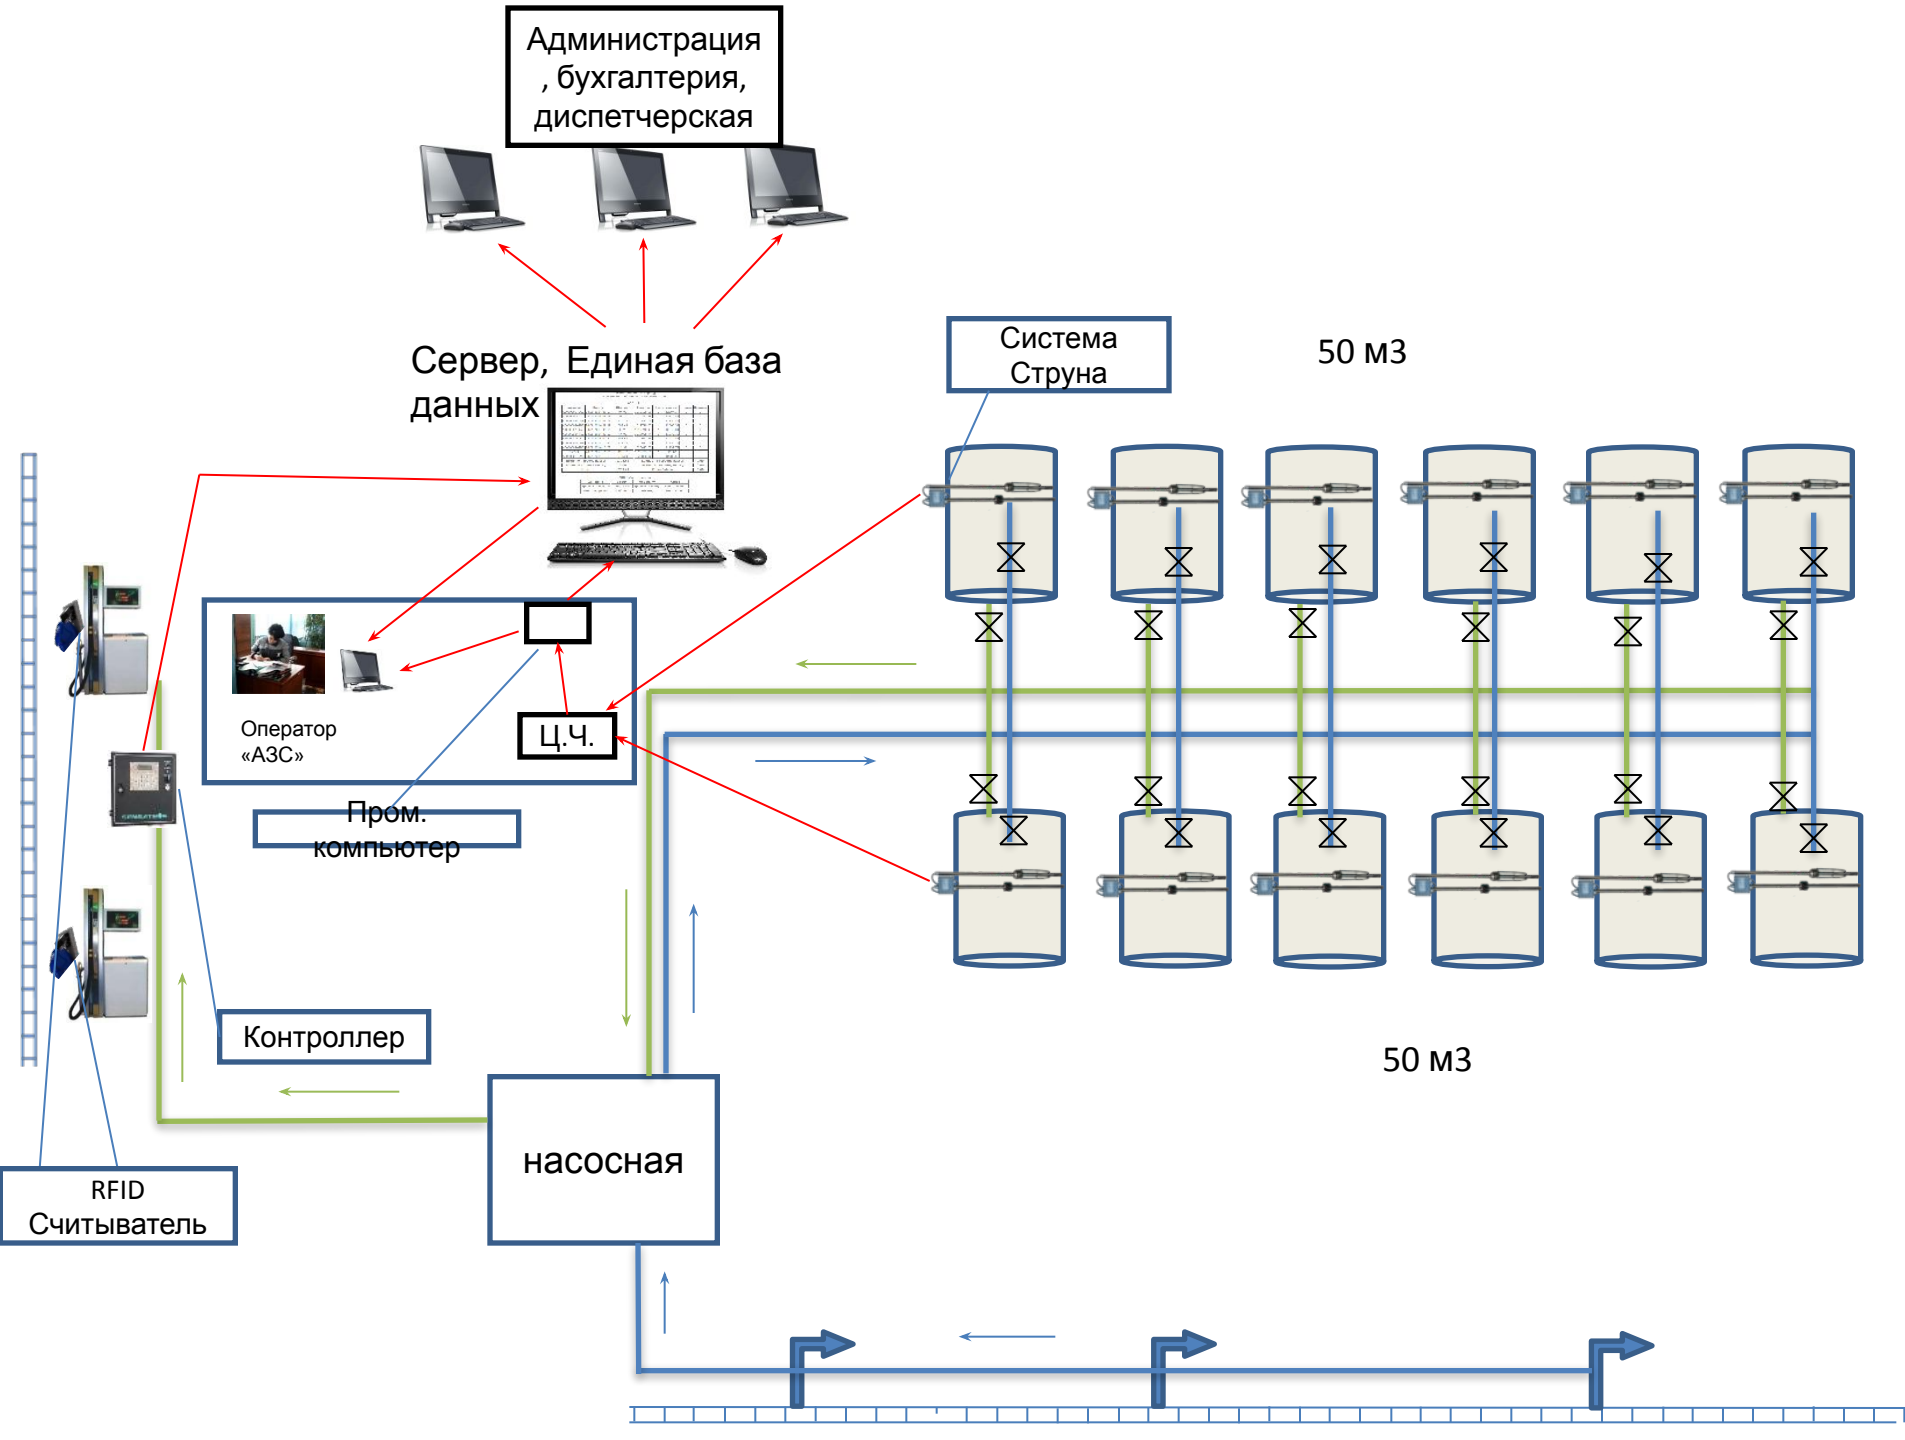 Администрация
, бухгалтерия,
диспетчерская
Сервер, Единая база
данных
Система
Струна
50 м3
Оператор
«АЗС»
Ц.Ч.
Пром.
компьютер
Контроллер
50 м3
насосная
RFID
Считыватель